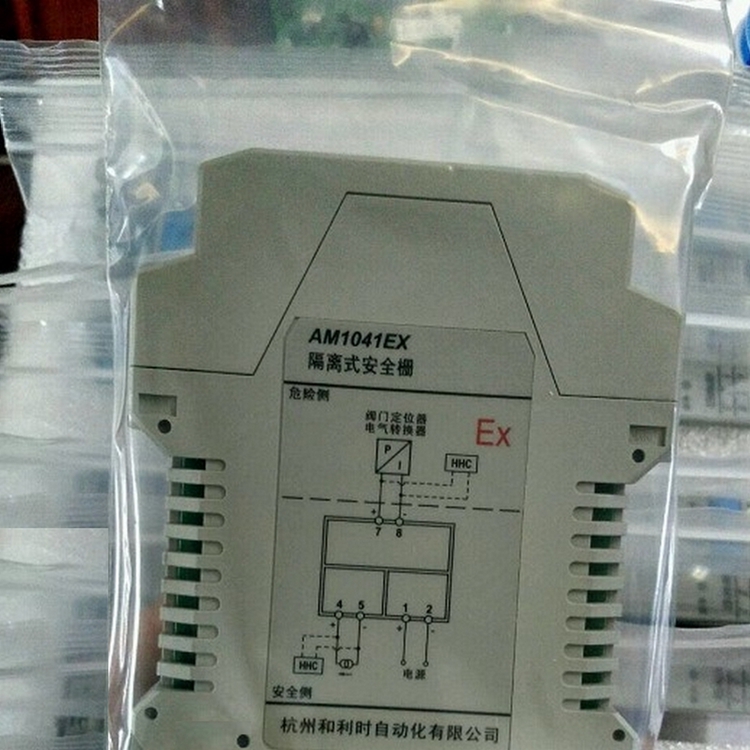 AM1041EX
隔离式安全栅
危险侧
阀门定位器
电气转换器
Ex
P
I
HHC
+ -
7 8
4 5 1 2
+ - + -
HHC
电源
安全侧
杭州和利时自动化有限公司